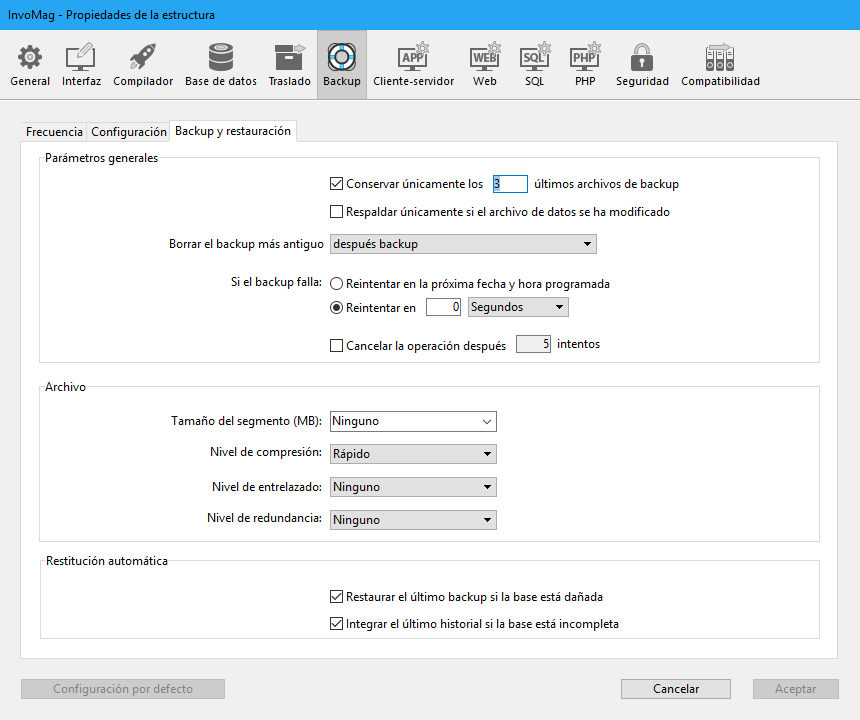 InvoMag - Propiedades de la estructura
General Interfaz Compilador Base de datos Traslado Backup Cliente-servidor Web SQL PHP Seguridad Compatibilidad
APP WEB SQL PHP
Frecuencia Configuración Backup y restauración
Parámetros generales
Conservar únicamente los 3 últimos archivos de backup
Respaldar únicamente si el archivo de datos se ha modificado
Borrar el backup más antiguo después backup
Si el backup falla: Reintentar en la próxima fecha y hora programada
Reintentar en 0 Segundos
Cancelar la operación después 5 intentos
Archivo
Tamaño del segmento (MB): Ninguno
Nivel de compresión: Rápido
Nivel de entrelazado: Ninguno
Nivel de redundancia: Ninguno
Restitución automática
Restaurar el último backup si la base está dañada
Integrar el último historial si la base está incompleta
Configuración por defecto Cancelar Aceptar